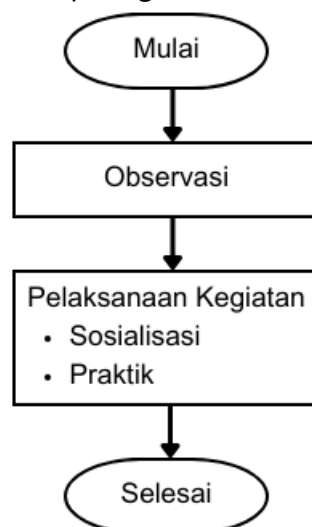 Mulai
Observasi
Pelaksanaan Kegiatan
• Sosialisasi
• Praktik
Selesai